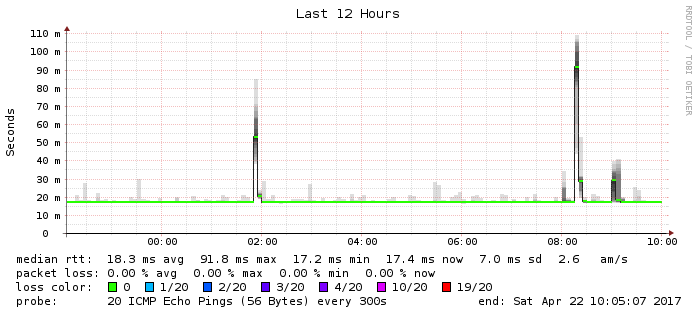 Last 12 Hours
RRDTOOL / TOBI OETIKER
Seconds
110 m
100 m
90 m
80 m
70 m
60 m
50 m
40 m
30 m
20 m
10 m
0
00:00 02:00 04:00 06:00 08:00 10:00
median rtt: 18.3 ms avg 91.8 ms max 17.2 ms min 17.4 ms now 7.0 ms sd 2.6 am/s
packet loss: 0.00 % avg 0.00 % max 0.00 % min 0.00 % now
loss color: 0 1/20 2/20 3/20 4/20 10/20 19/20
probe: 20 ICMP Echo Pings (56 Bytes) every 300s end: Sat Apr 22 10:05:07 2017